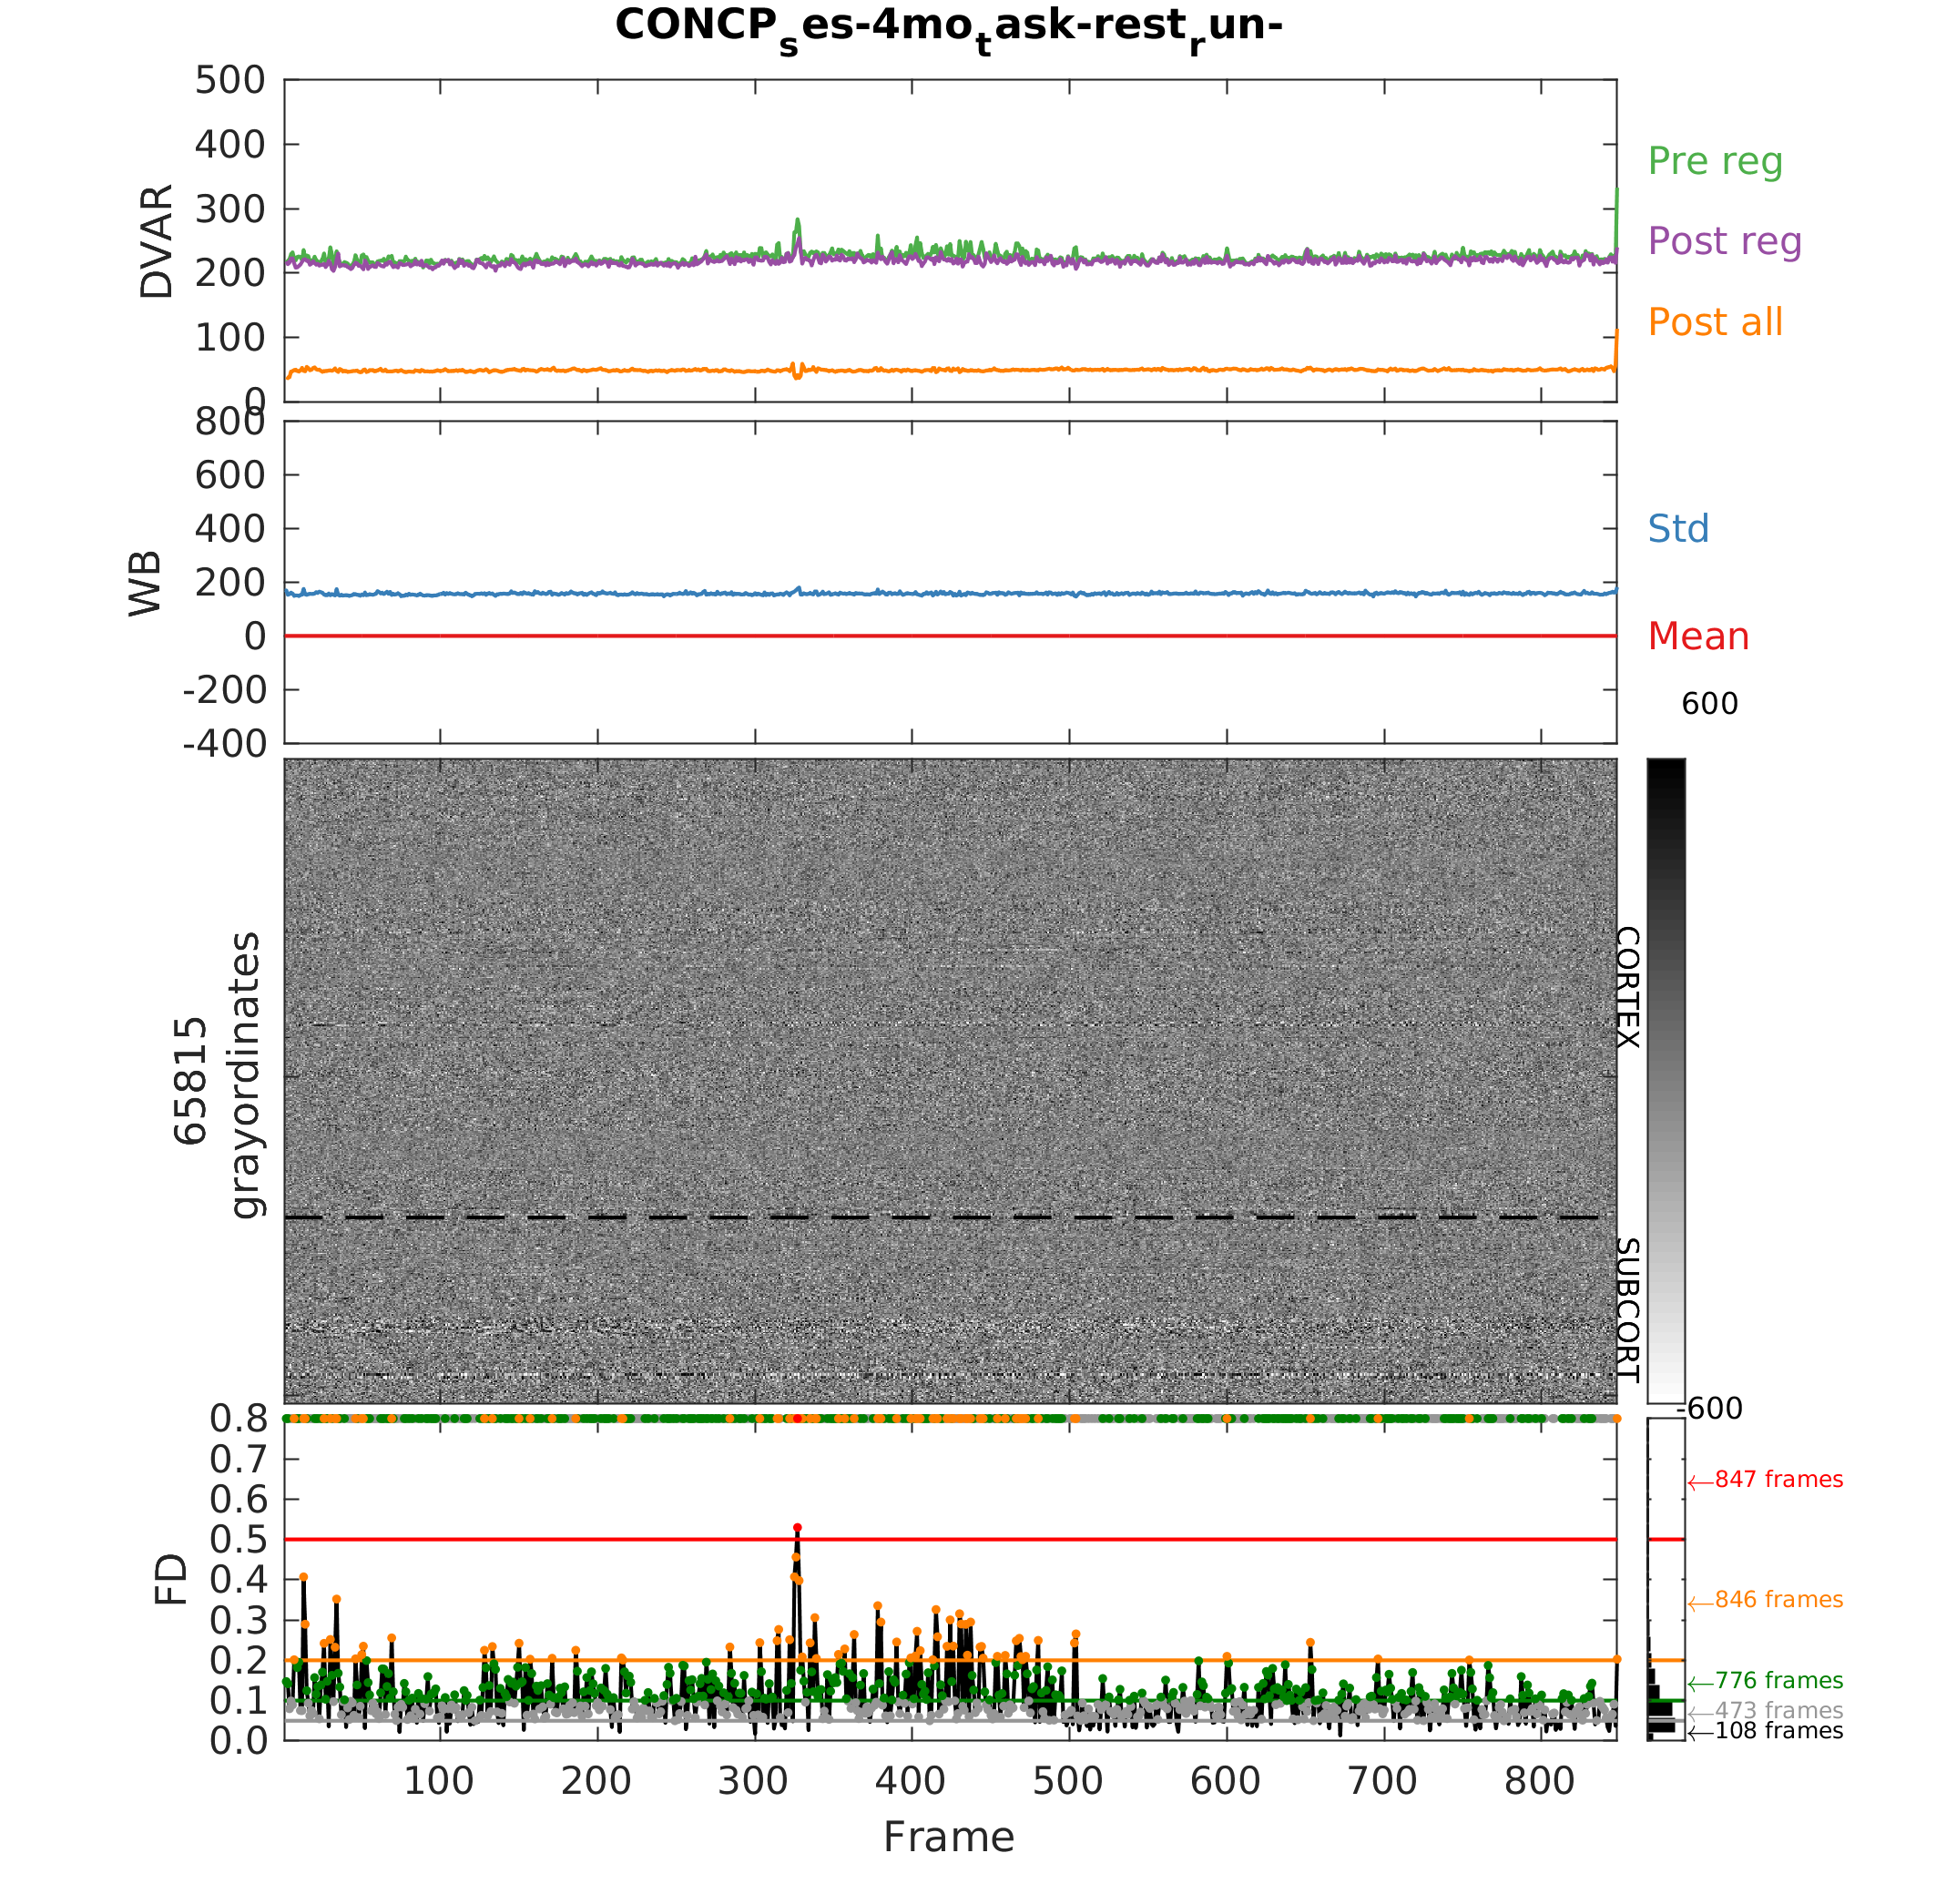 CONCPses-4motask-restrun-
500
400
300
200
100
0
DVAR
Pre reg
Post reg
Post all
800
600
400
200
0
-200
-400
WB
Std
Mean
600
65815
grayordinates
CORTEX
SUBCORT
-600
0.8
0.7
0.6
0.5
0.4
0.3
0.2
0.1
0.0
FD
←847 frames
←846 frames
←776 frames
←473 frames
←108 frames
100 200 300 400 500 600 700 800
Frame